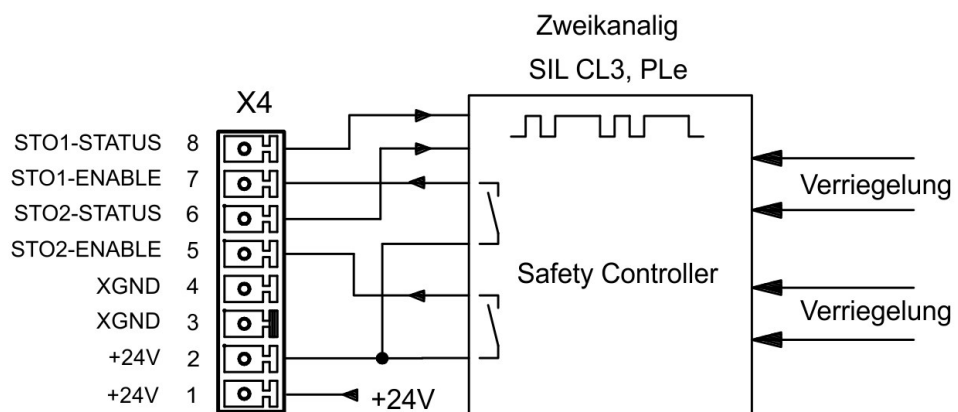 Zweikanalig
SIL CL3, PLe
X4
STO1-STATUS 8
STO1-ENABLE 7
STO2-STATUS 6
STO2-ENABLE 5
XGND 4
XGND 3
+24V 2
+24V 1
+24V
Safety Controller
Verriegelung
Verriegelung